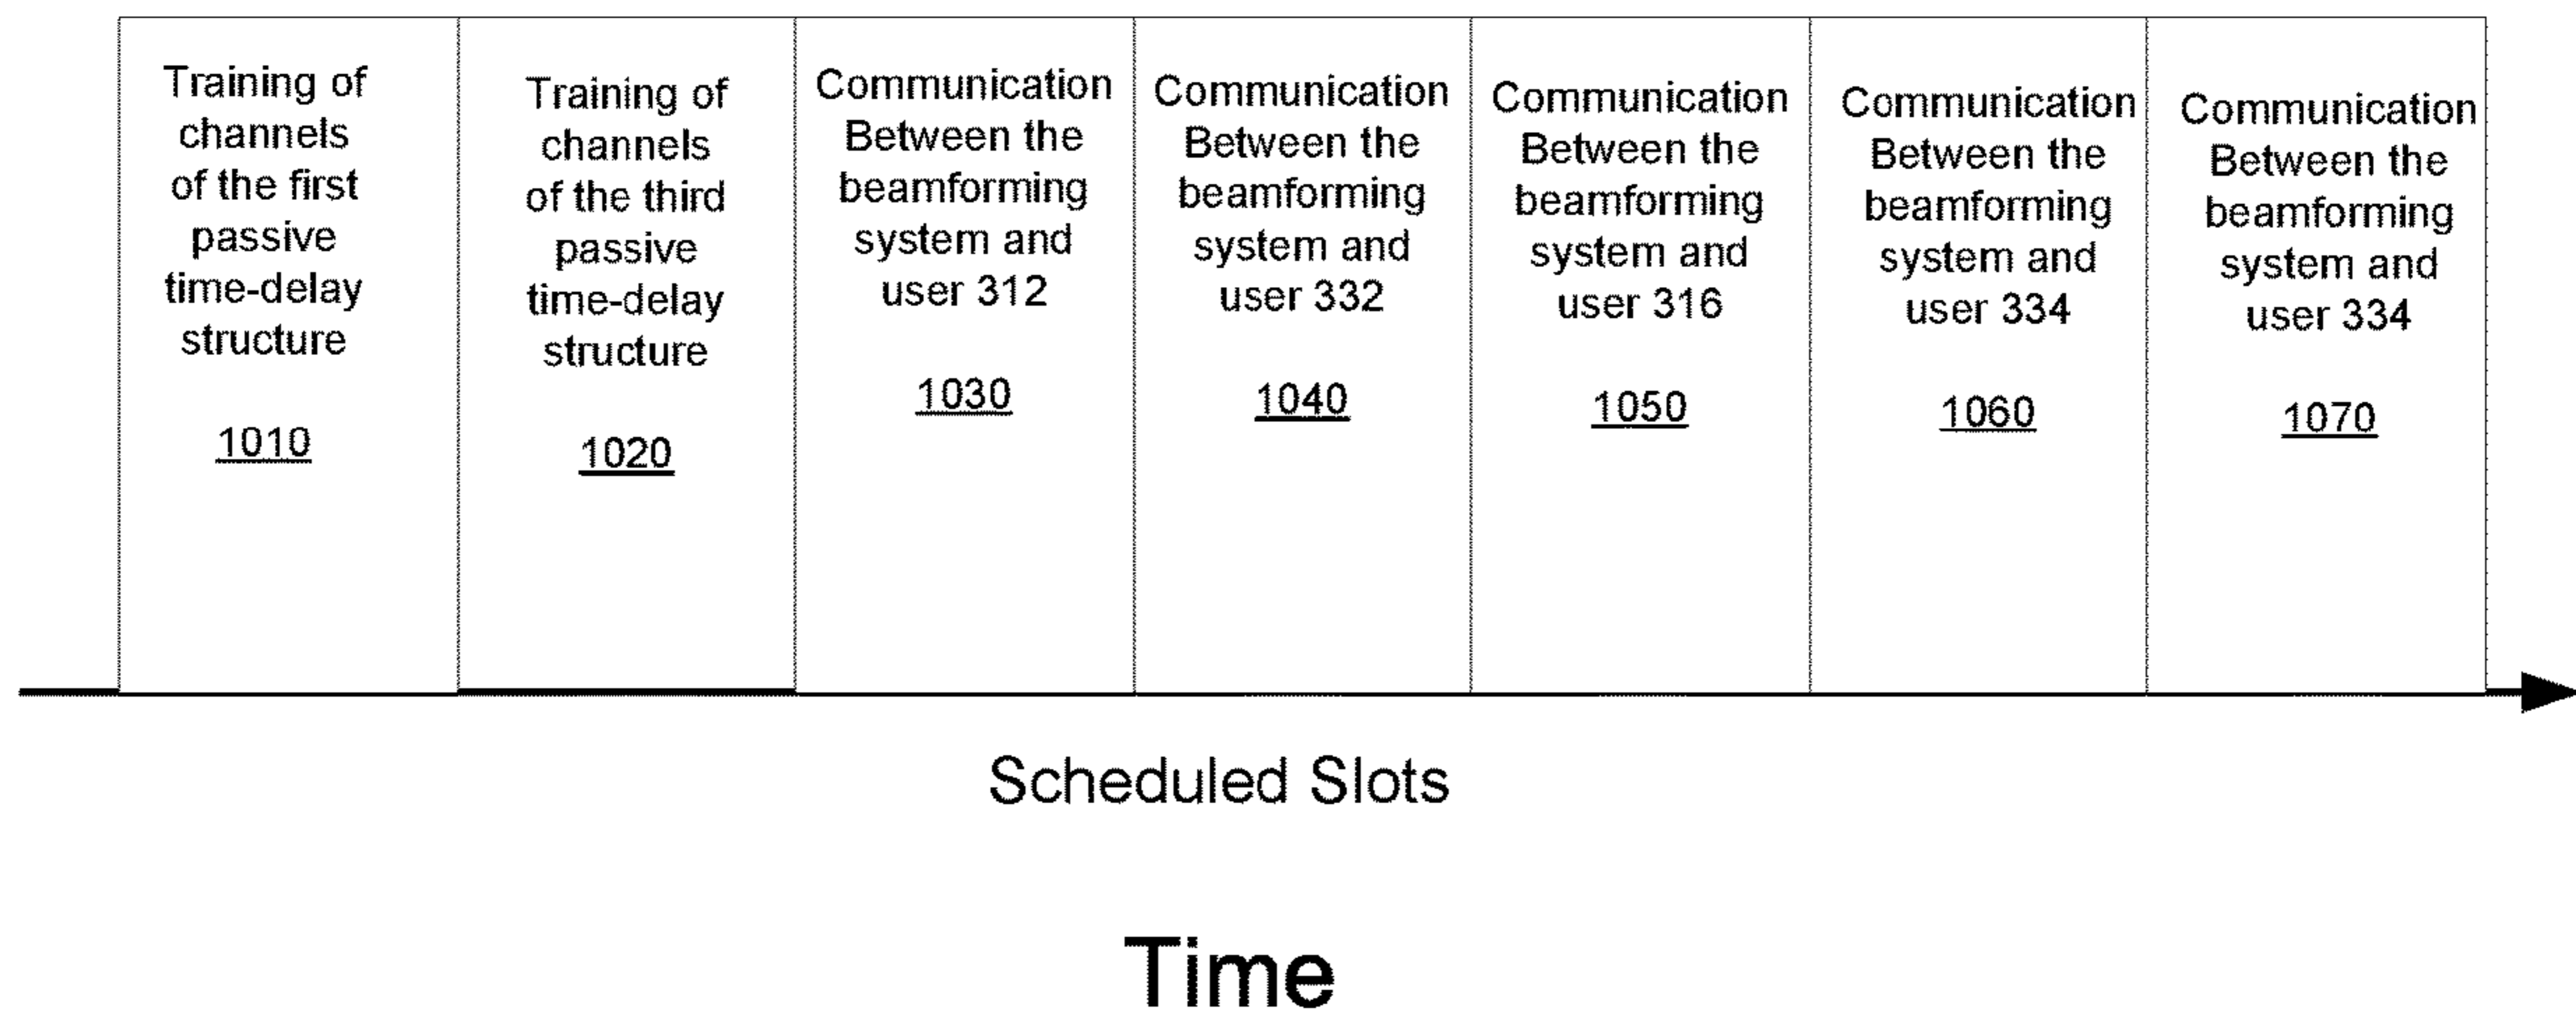 Training of
channels
of the first
passive
time-delay
structure
1010
Training of
channels
of the third
passive
time-delay
structure
1020
Communication
Between the
beamforming
system and
user 312
1030
Communication
Between the
beamforming
system and
user 332
1040
Communication
Between the
beamforming
system and
user 316
1050
Communication
Between the
beamforming
system and
user 334
1060
Communication
Between the
beamforming
system and
user 334
1070
Scheduled Slots
Time